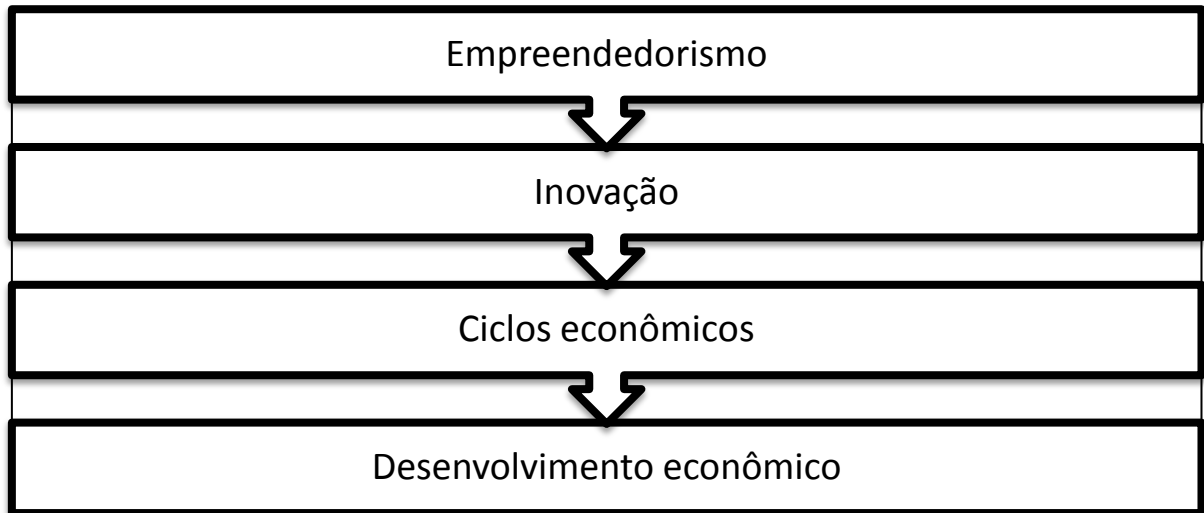 Empreendedorismo
Inovação
Ciclos econômicos
Desenvolvimento econômico